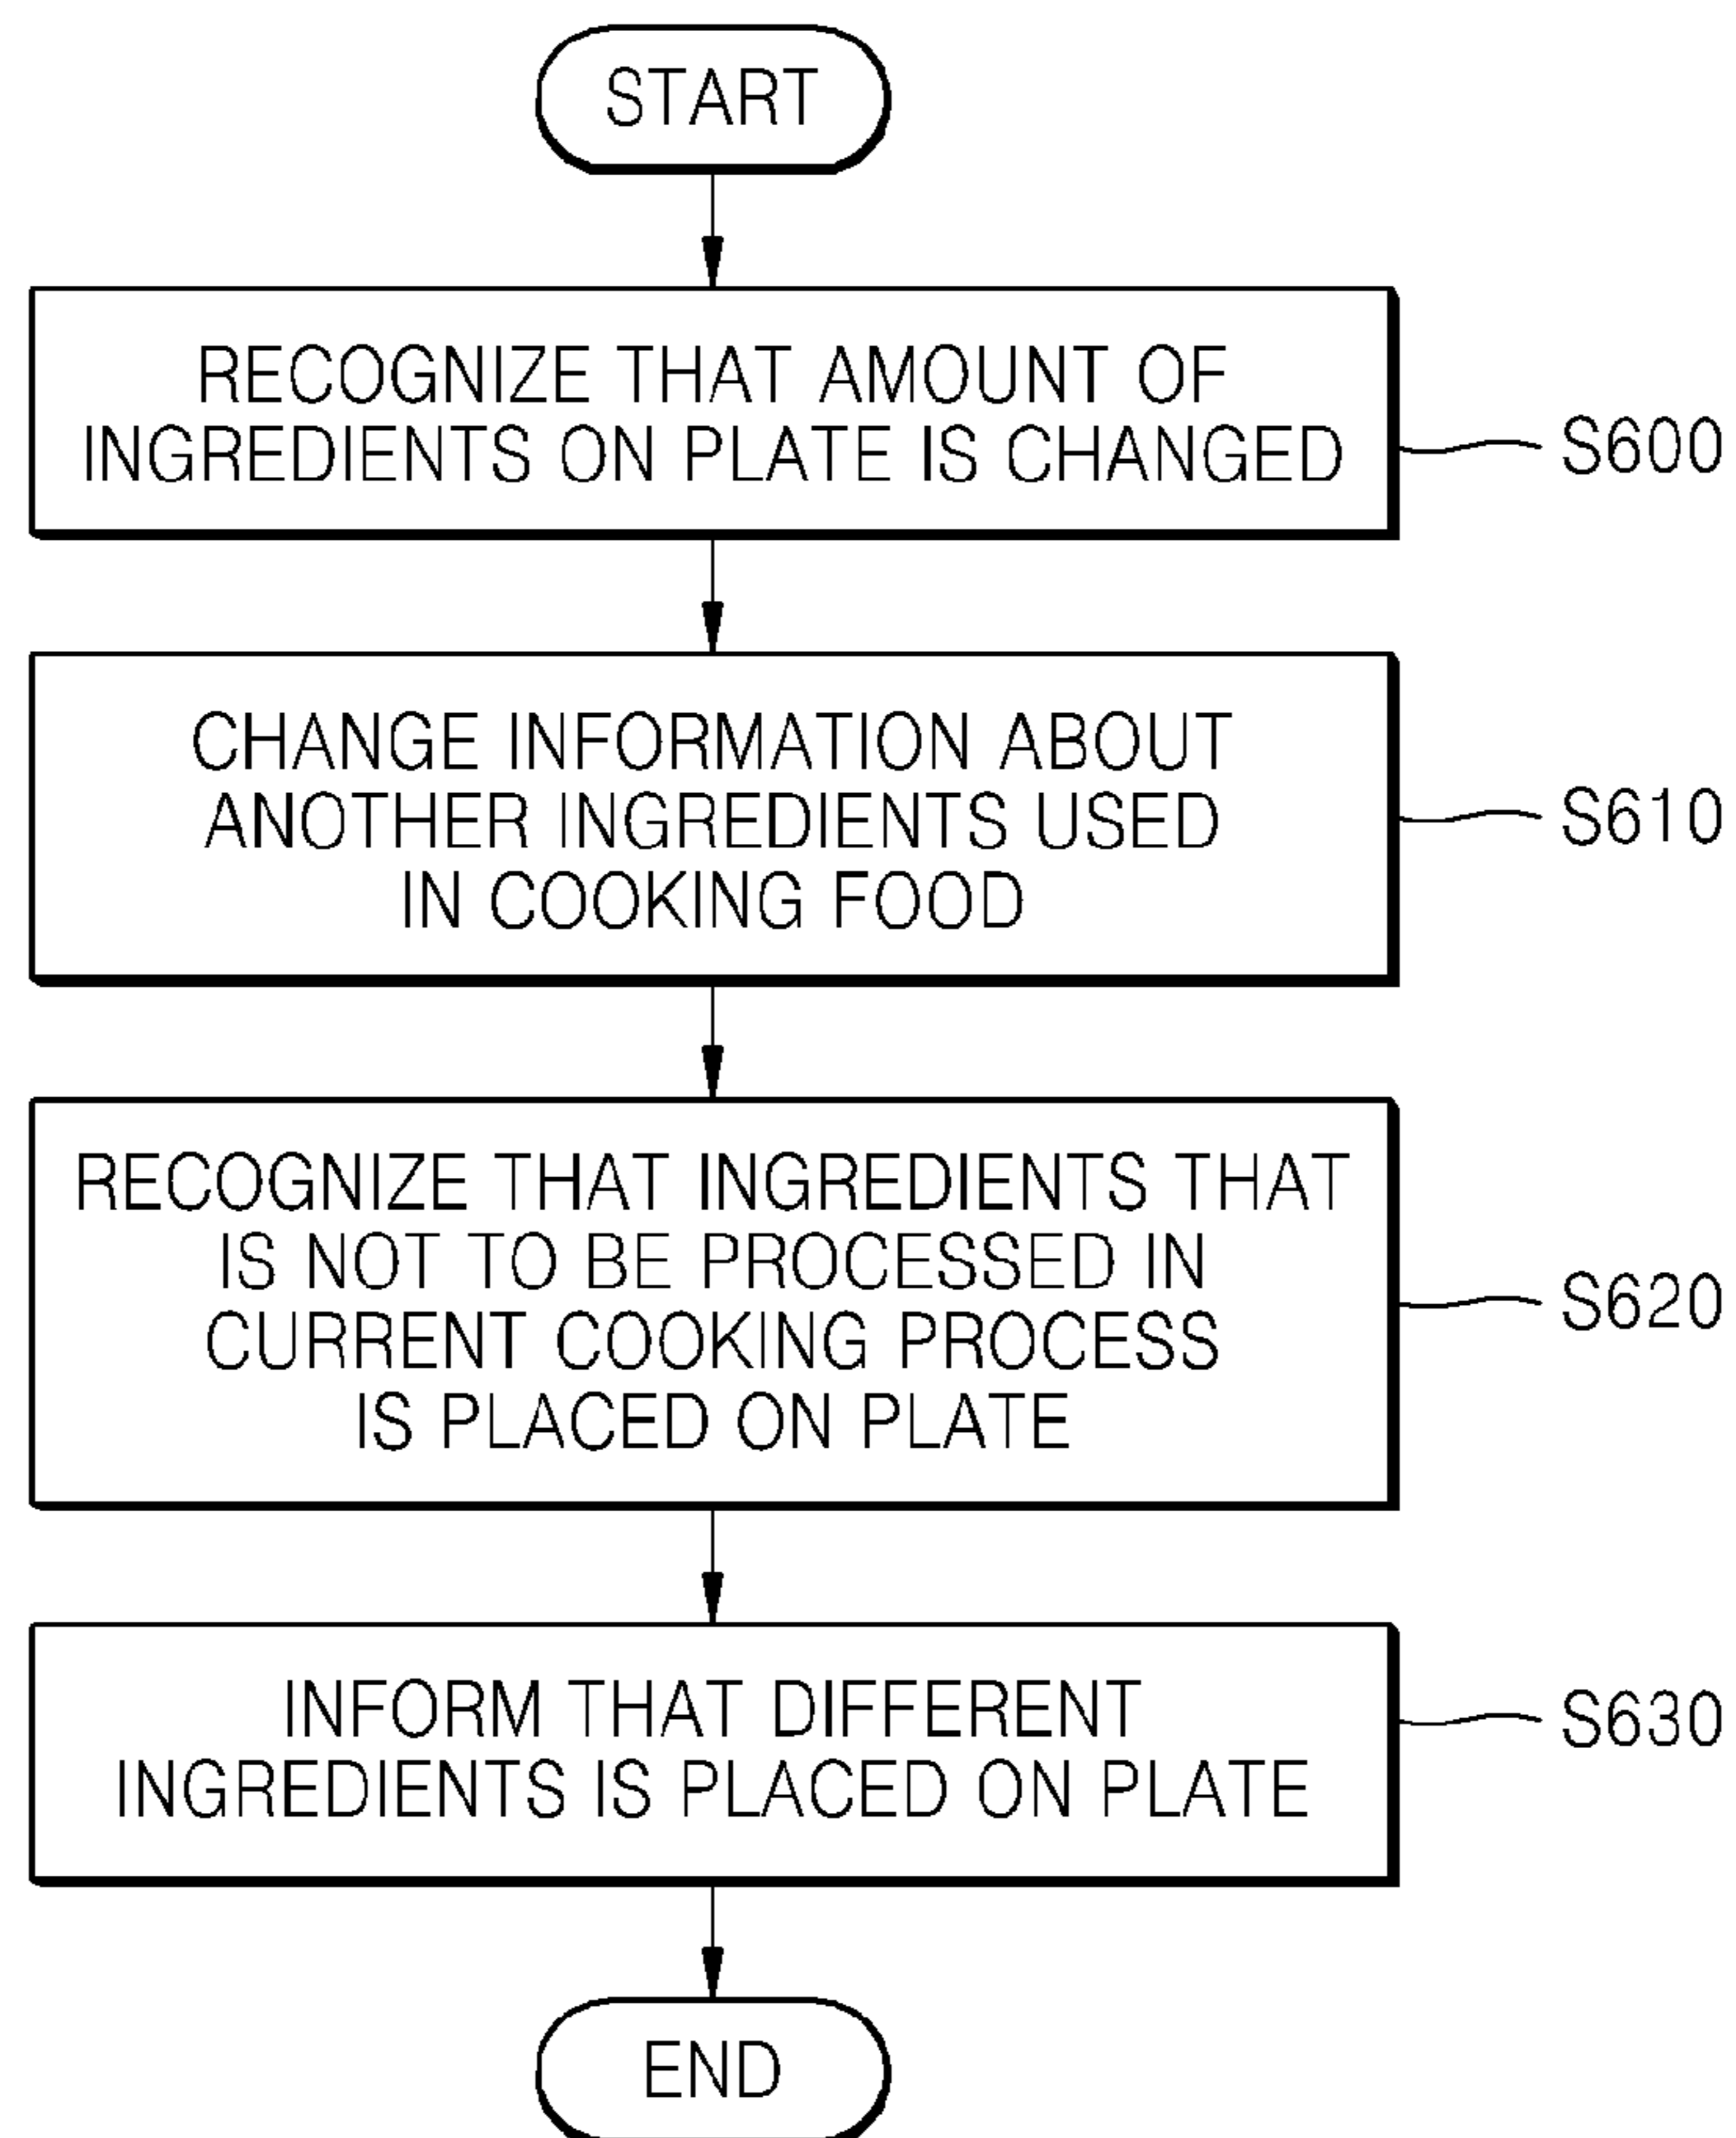 START
RECOGNIZE THAT AMOUNT OF
INGREDIENTS ON PLATE IS CHANGED
S600
CHANGE INFORMATION ABOUT
ANOTHER INGREDIENTS USED
IN COOKING FOOD
S610
RECOGNIZE THAT INGREDIENTS THAT
IS NOT TO BE PROCESSED IN
CURRENT COOKING PROCESS
IS PLACED ON PLATE
S620
INFORM THAT DIFFERENT
INGREDIENTS IS PLACED ON PLATE
S630
END